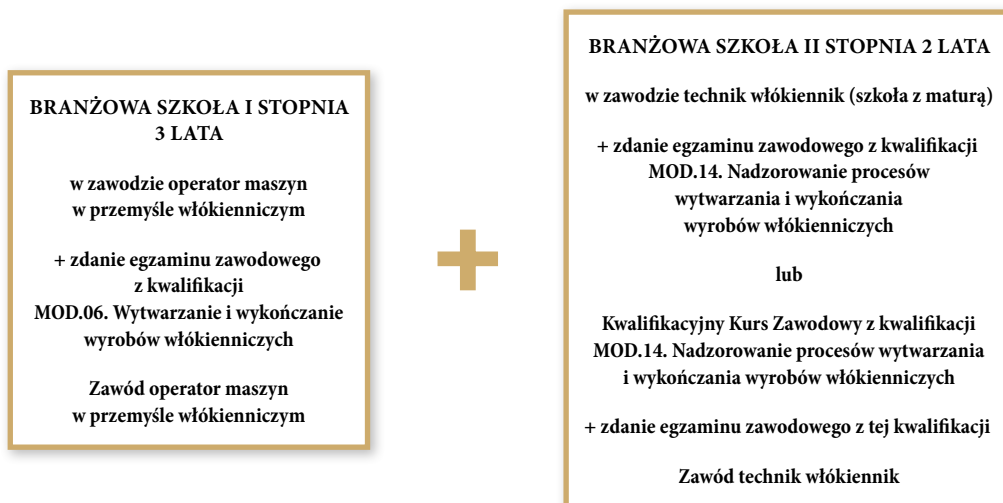 BRANŻOWA SZKOŁA I STOPNIA
3 LATA
w zawodzie operator maszyn
w przemyśle włókienniczym
+ zdanie egzaminu zawodowego
z kwalifikacji
MOD.06. Wytwarzanie i wykończanie
wyrobów włókienniczych
Zawód operator maszyn
w przemyśle włókienniczym
+
BRANŻOWA SZKOŁA II STOPNIA 2 LATA
w zawodzie technik włókiennik (szkoła z maturą)
+ zdanie egzaminu zawodowego z kwalifikacji
MOD.14. Nadzorowanie procesów
wytwarzania i wykończania
wyrobów włókienniczych
lub
Kwalifikacyjny Kurs Zawodowy z kwalifikacji
MOD.14. Nadzorowanie procesów wytwarzania
i wykończania wyrobów włókienniczych
+ zdanie egzaminu zawodowego z tej kwalifikacji
Zawód technik włókiennik